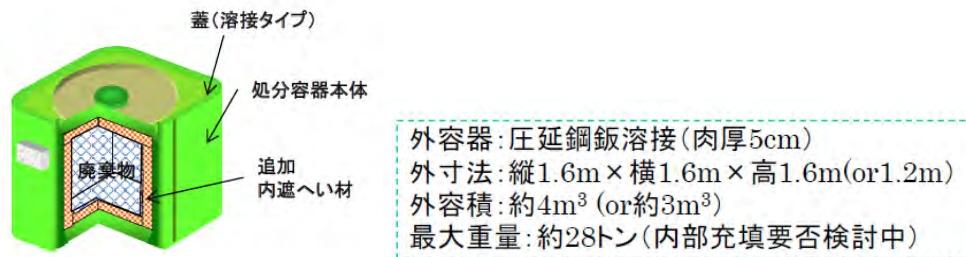 蓋(溶接タイプ)
処分容器本体
廃棄物
追加
内遮へい材
外容器:圧延鋼鈑溶接(肉厚5cm)
外寸法:縦1.6m×横1.6m×高1.6m(or1.2m)
外容積:約4m³ (or約3m³)
最大重量:約28トン(内部充填要否検討中)